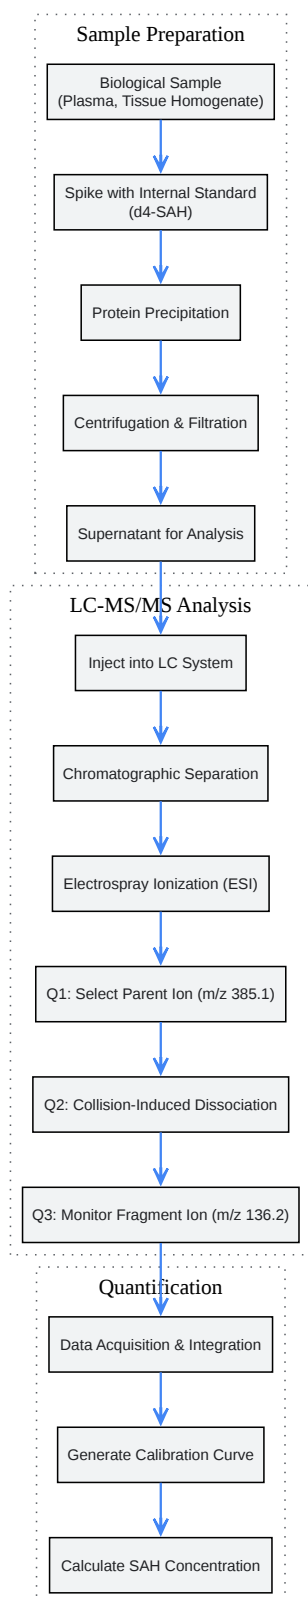 Sample Preparation
Biological Sample
(Plasma, Tissue Homogenate)
Spike with Internal Standard
(d4-SAH)
Protein Precipitation
Centrifugation & Filtration
Supernatant for Analysis
LC-MS/MS Analysis
Inject into LC System
Chromatographic Separation
Electrospray Ionization (ESI)
Q1: Select Parent Ion (m/z 385.1)
Q2: Collision-Induced Dissociation
Q3: Monitor Fragment Ion (m/z 136.2)
Quantification
Data Acquisition & Integration
Generate Calibration Curve
Calculate SAH Concentration